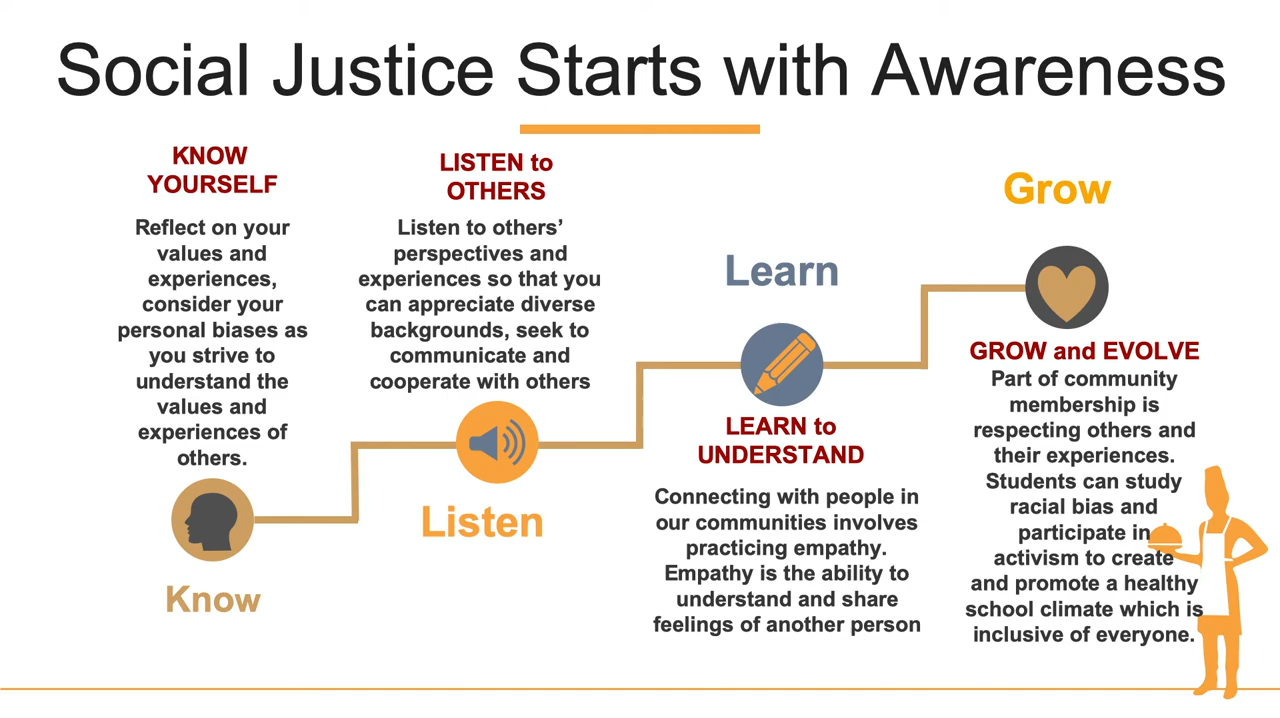 Social Justice Starts with Awareness
KNOW
YOURSELF
Reflect on your
values and
experiences,
consider your
personal biases as
you strive to
understand the
values and
experiences of
others.
Know
LISTEN to
OTHERS
Listen to others’
perspectives and
experiences so that you
can appreciate diverse
backgrounds, seek to
communicate and
cooperate with others
Listen
Learn
LEARN to
UNDERSTAND
Connecting with people in
our communities involves
practicing empathy.
Empathy is the ability to
understand and share
feelings of another person
Grow
GROW and EVOLVE
Part of community
membership is
respecting others and
their experiences.
Students can study
racial bias and
participate in
activism to create
and promote a healthy
school climate which is
inclusive of everyone.